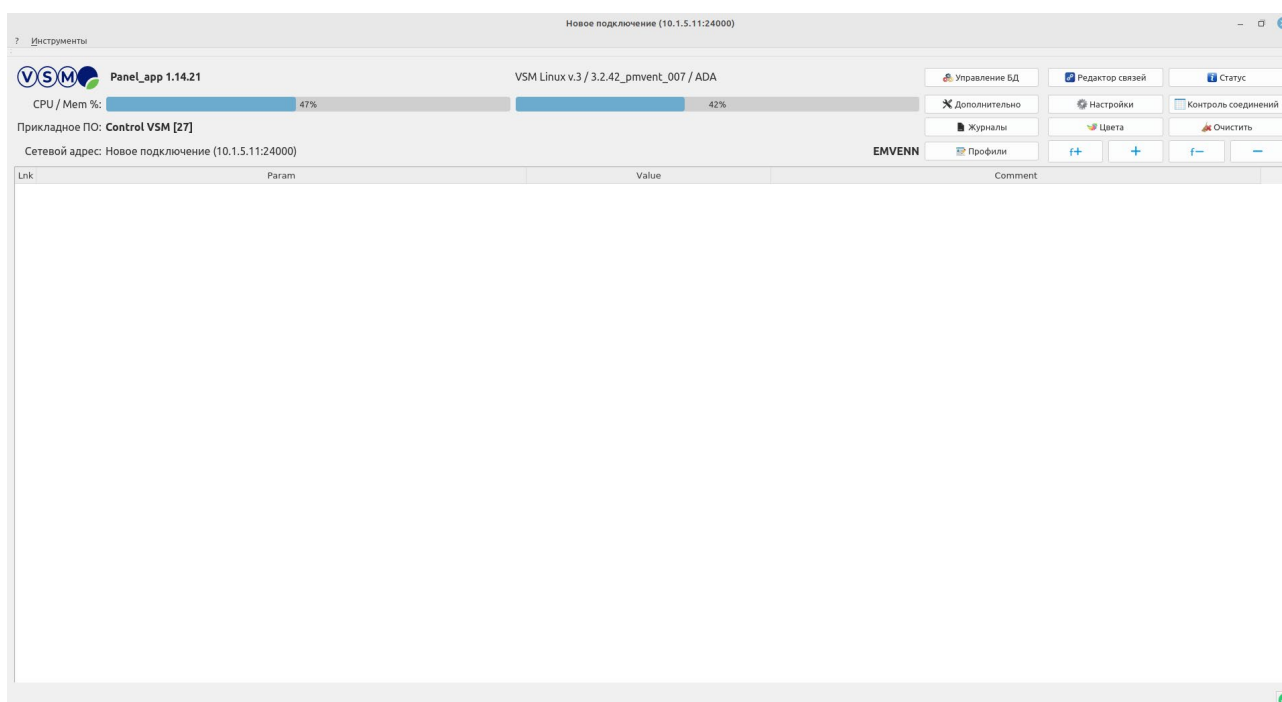 Новое подключение (10.1.5.11:24000)
? Инструменты
VSM Panel_app 1.14.21 VSM Linux v.3 / 3.2.42_pmvent_007 / ADA Управление БД Редактор связей Статус
CPU / Mem %: 47% 42% Дополнительно Настройки Контроль соединений
Прикладное ПО: Control VSM [27] Журналы Цвета Очистить
Сетевой адрес: Новое подключение (10.1.5.11:24000) EMVENN Профили f+ + f− −
Lnk Param Value Comment